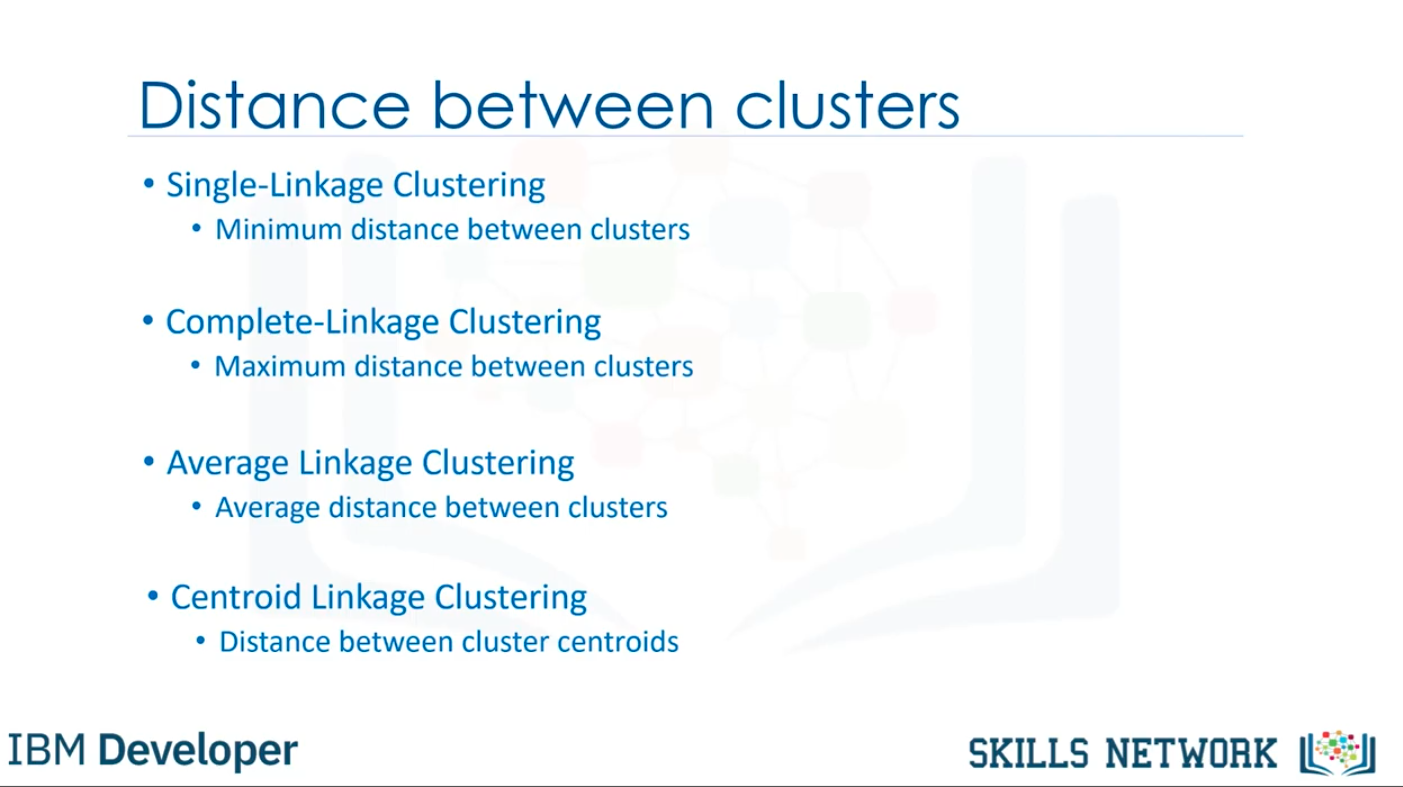 Distance between clusters
• Single-Linkage Clustering
• Minimum distance between clusters
• Complete-Linkage Clustering
• Maximum distance between clusters
• Average Linkage Clustering
• Average distance between clusters
• Centroid Linkage Clustering
• Distance between cluster centroids
IBM Developer
SKILLS NETWORK